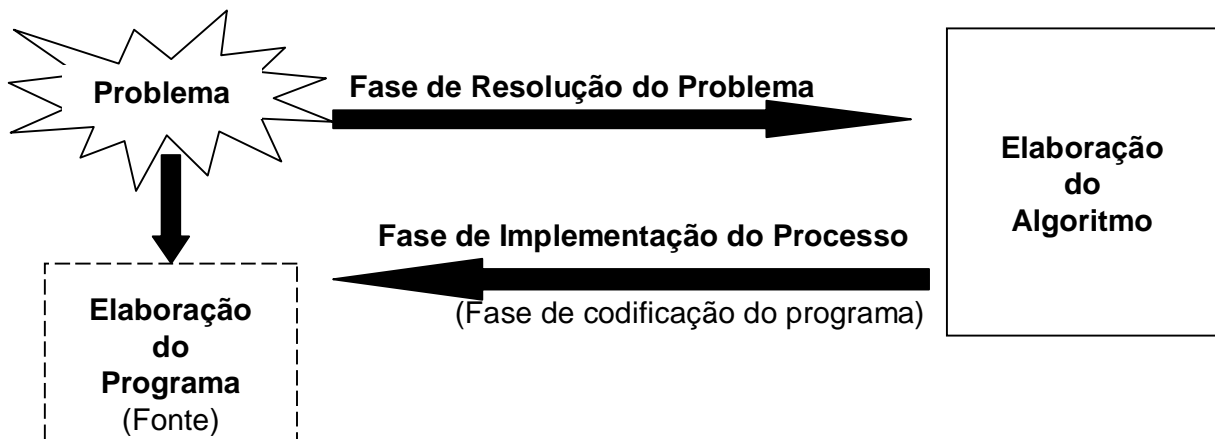 Problema
Fase de Resolução do Problema
Elaboração
do
Algoritmo
Fase de Implementação do Processo
(Fase de codificação do programa)
Elaboração
do
Programa
(Fonte)